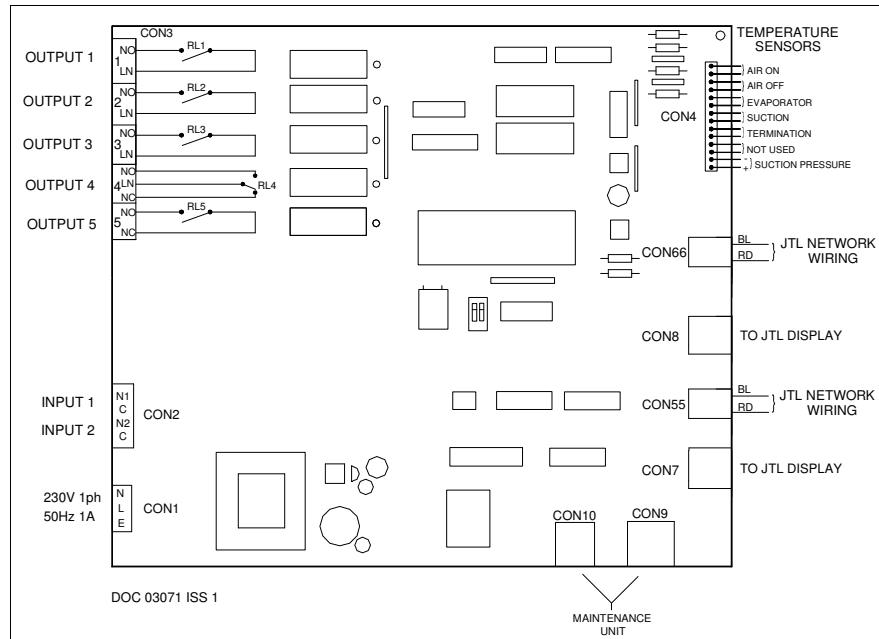 CON3
OUTPUT 1
NO
1
LN
RL1
OUTPUT 2
NO
2
LN
RL2
OUTPUT 3
NO
3
LN
RL3
OUTPUT 4
NO
4
LN
NC
RL4
OUTPUT 5
NO
5
NC
RL5
TEMPERATURE
SENSORS
CON4
AIR ON
AIR OFF
EVAPORATOR
SUCTION
TERMINATION
NOT USED
- + SUCTION PRESSURE
CON66
BL
RD
JTL NETWORK
WIRING
CON8
TO JTL DISPLAY
CON55
BL
RD
JTL NETWORK
WIRING
CON7
TO JTL DISPLAY
INPUT 1
INPUT 2
N1
C
N2
C
CON2
230V 1ph
50Hz 1A
N
L
E
CON1
CON10
CON9
MAINTENANCE
UNIT
DOC 03071 ISS 1